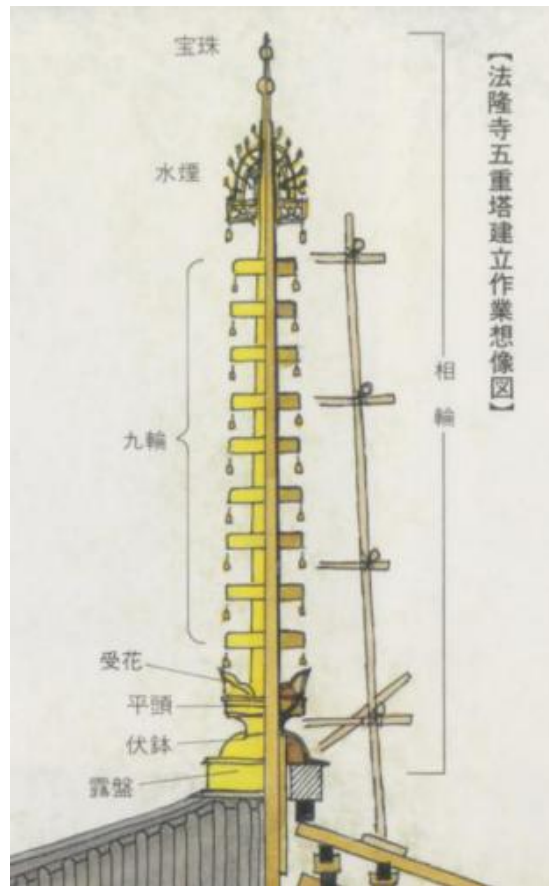 【法隆寺五重塔建立作業想像図】
宝珠
水煙
相輪
九輪
受花
平頭
伏鉢
露盤